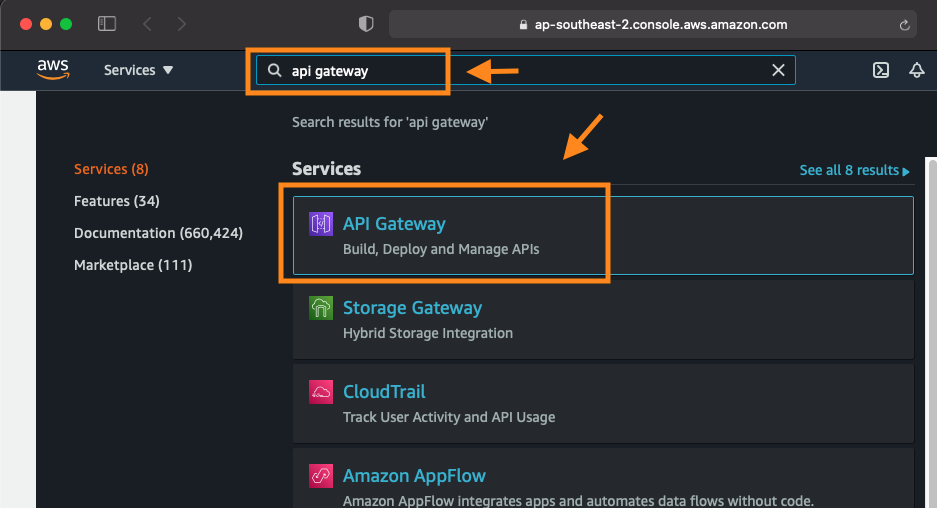 ap-southeast-2.console.aws.amazon.com
aws
Services ▼
api gateway
Search results for 'api gateway'
Services (8)
Features (34)
Documentation (660,424)
Marketplace (111)
Services
See all 8 results ▶
API Gateway
Build, Deploy and Manage APIs
Storage Gateway
Hybrid Storage Integration
CloudTrail
Track User Activity and API Usage
Amazon AppFlow
Amazon AppFlow integrates apps and automates data flows without code.